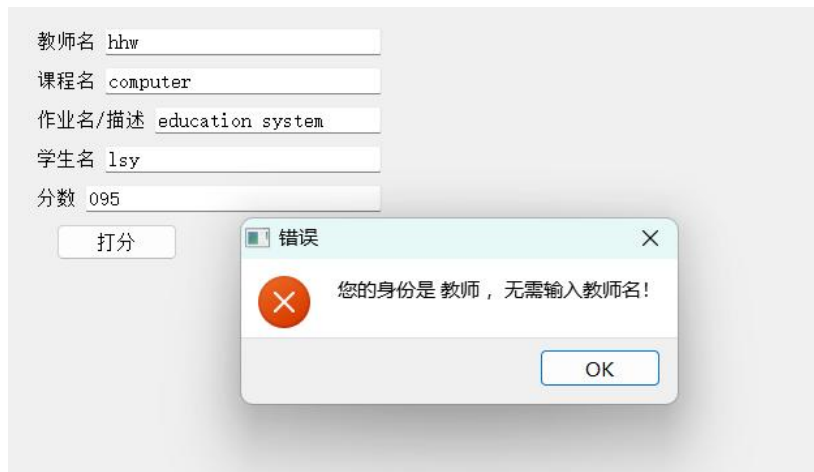 教师名 hhw
课程名 computer
作业名/描述 education system
学生名 lsy
分数 095
打分
错误
您的身份是 教师 ，无需输入教师名！
OK